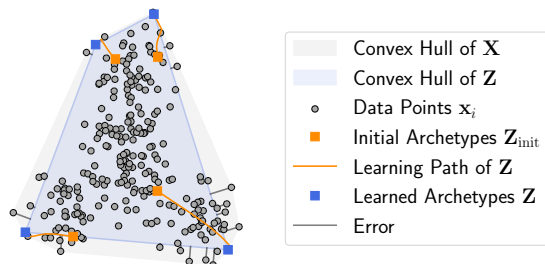 Convex Hull of X
Convex Hull of Z
Data Points xᵢ
Initial Archetypes Z_init
Learning Path of Z
Learned Archetypes Z
Error